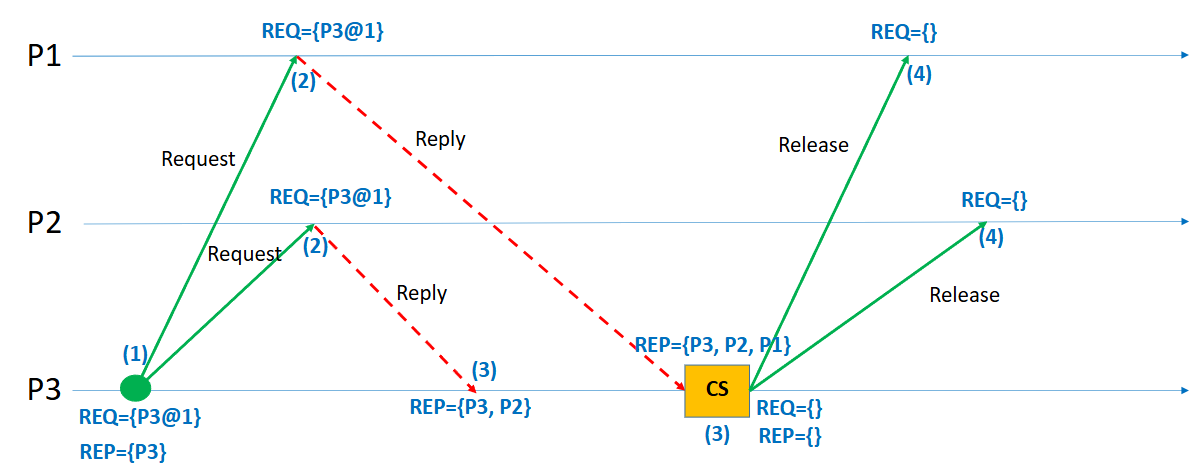 REQ={P3@1}
REQ={}
P1
(2)
(4)
Reply
Release
Request
REQ={P3@1}
REQ={}
P2
(2)
(4)
Request
Reply
Release
REP={P3, P2, P1}
(1)
(3)
P3
CS
REQ={P3@1}
REP={P3, P2}
REQ={}
(3)
REP={}
REP={P3}